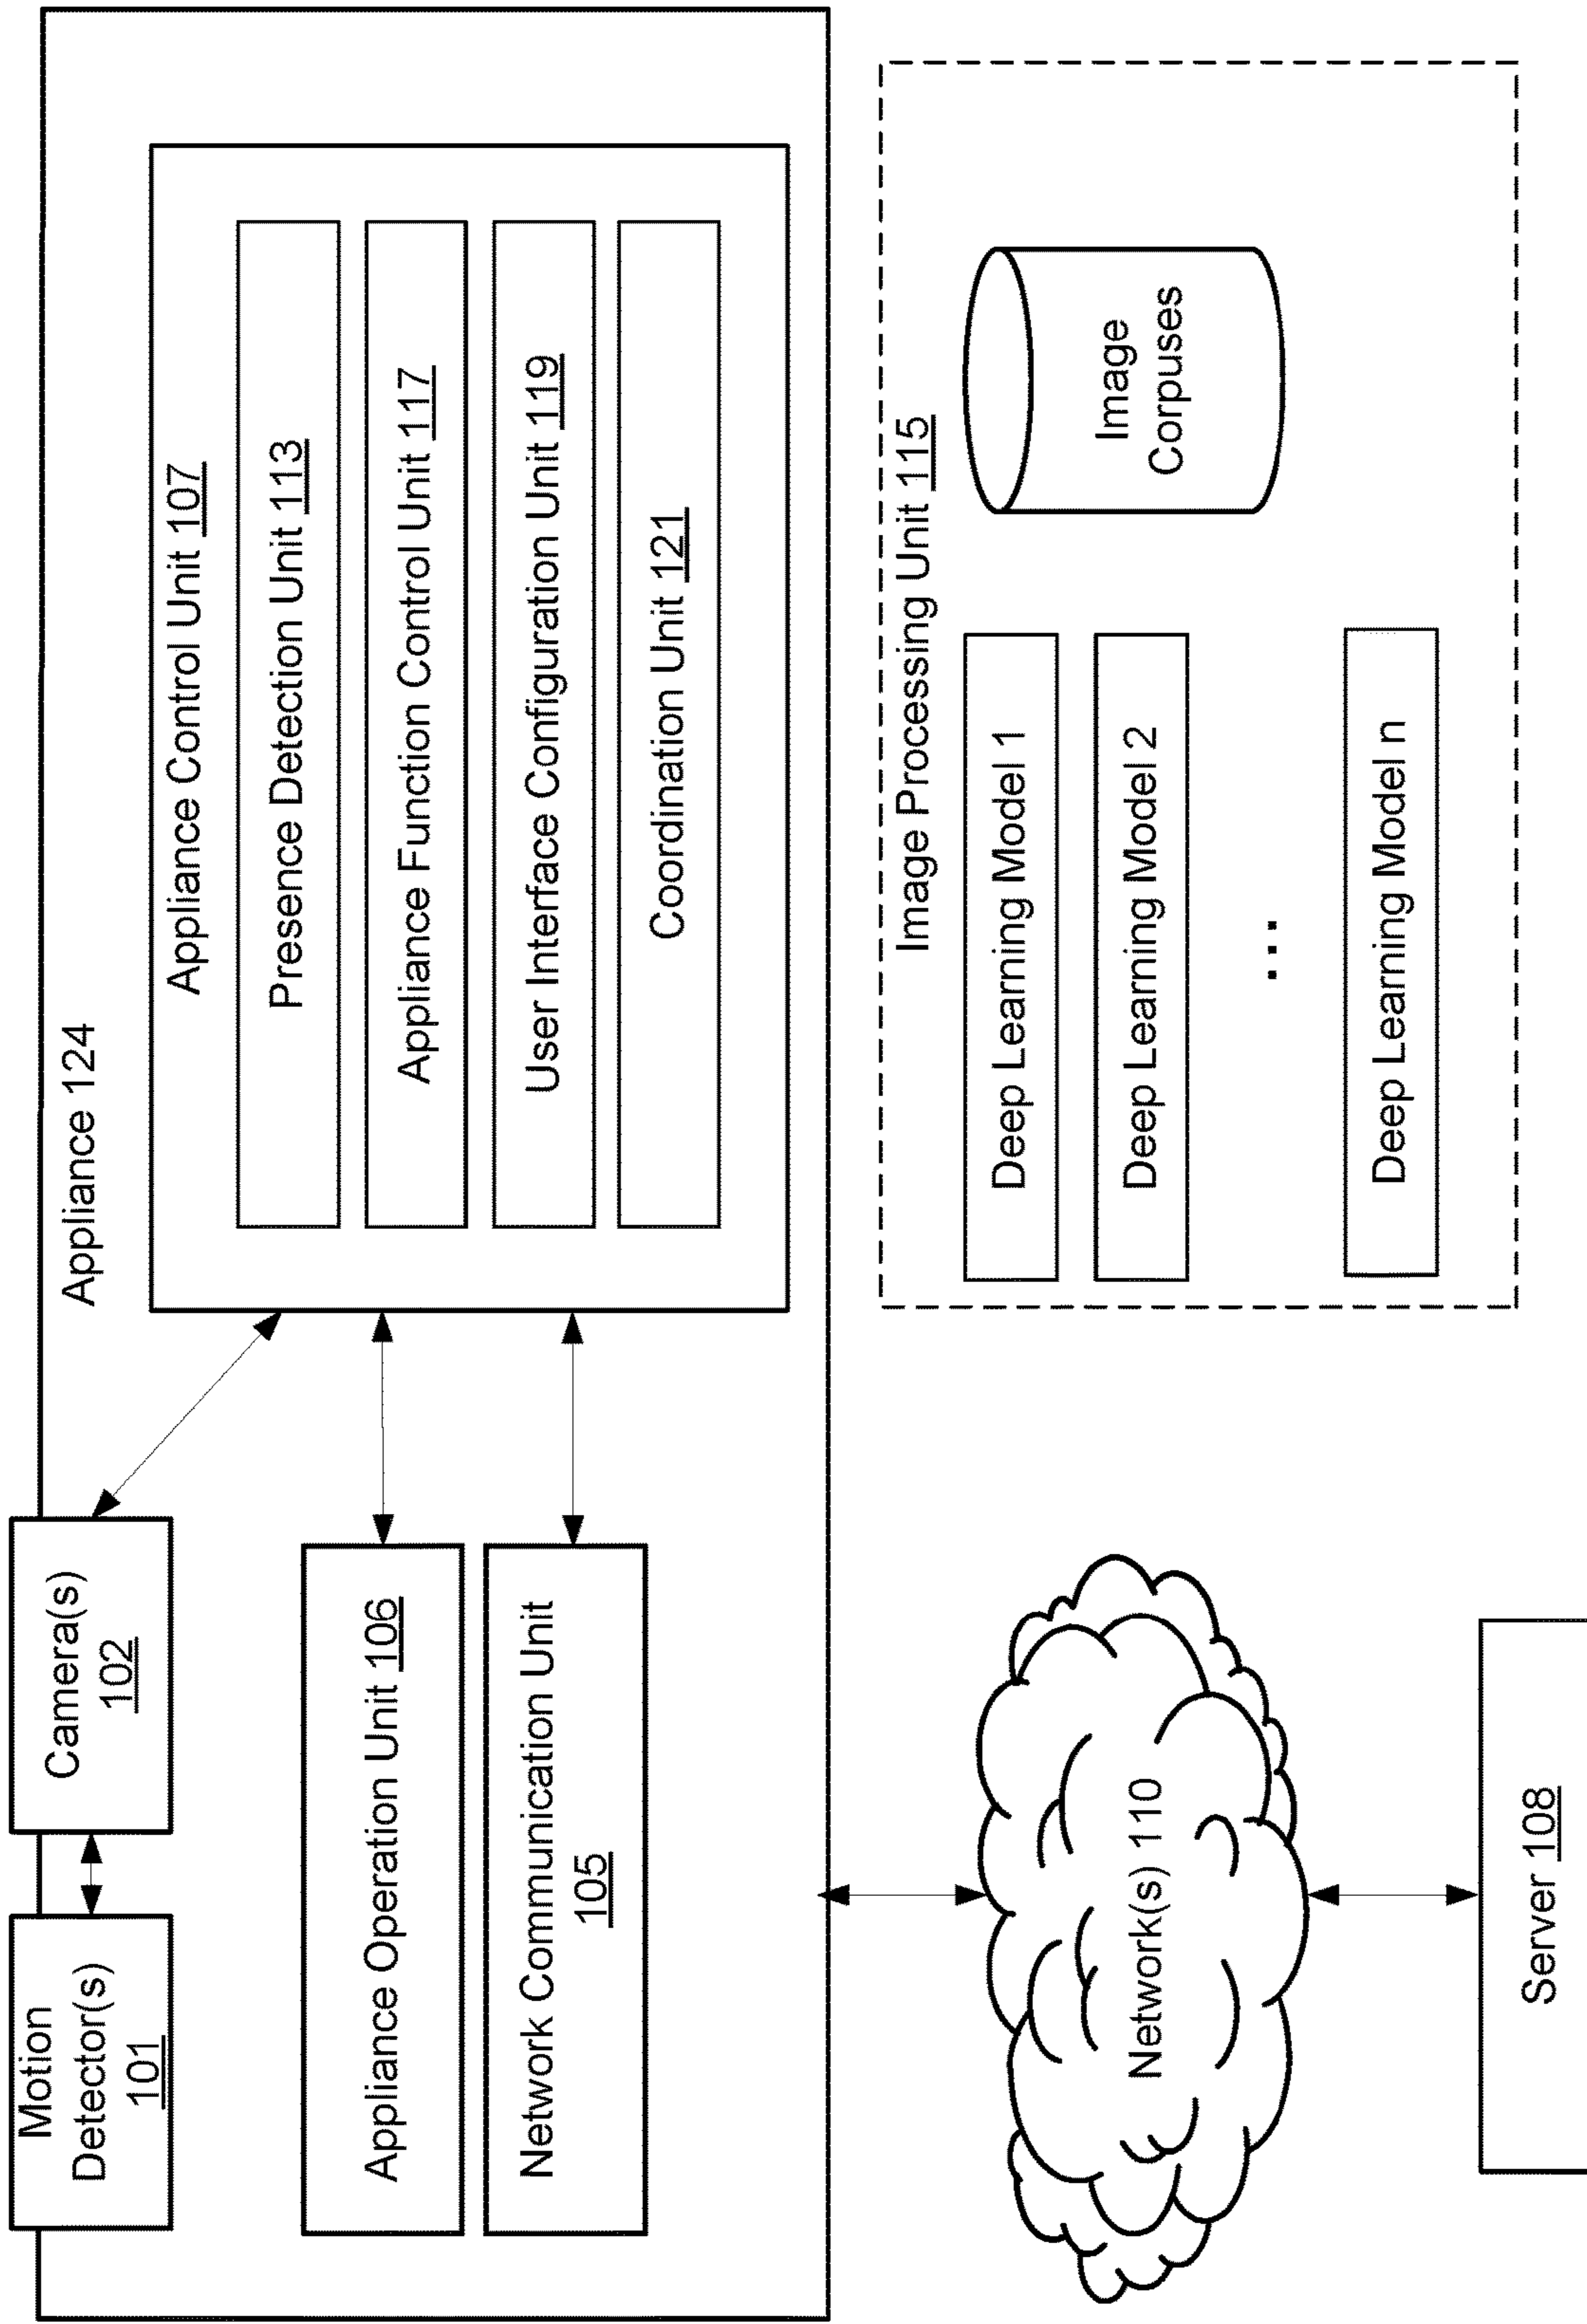 Appliance 124
Motion
Detector(s)
101
Camera(s)
102
Appliance Operation Unit 106
Network Communication Unit
105
Appliance Control Unit 107
Presence Detection Unit 113
Appliance Function Control Unit 117
User Interface Configuration Unit 119
Coordination Unit 121
Network(s) 110
Server 108
Image Processing Unit 115
Deep Learning Model 1
Deep Learning Model 2
...
Deep Learning Model n
Image
Corpuses